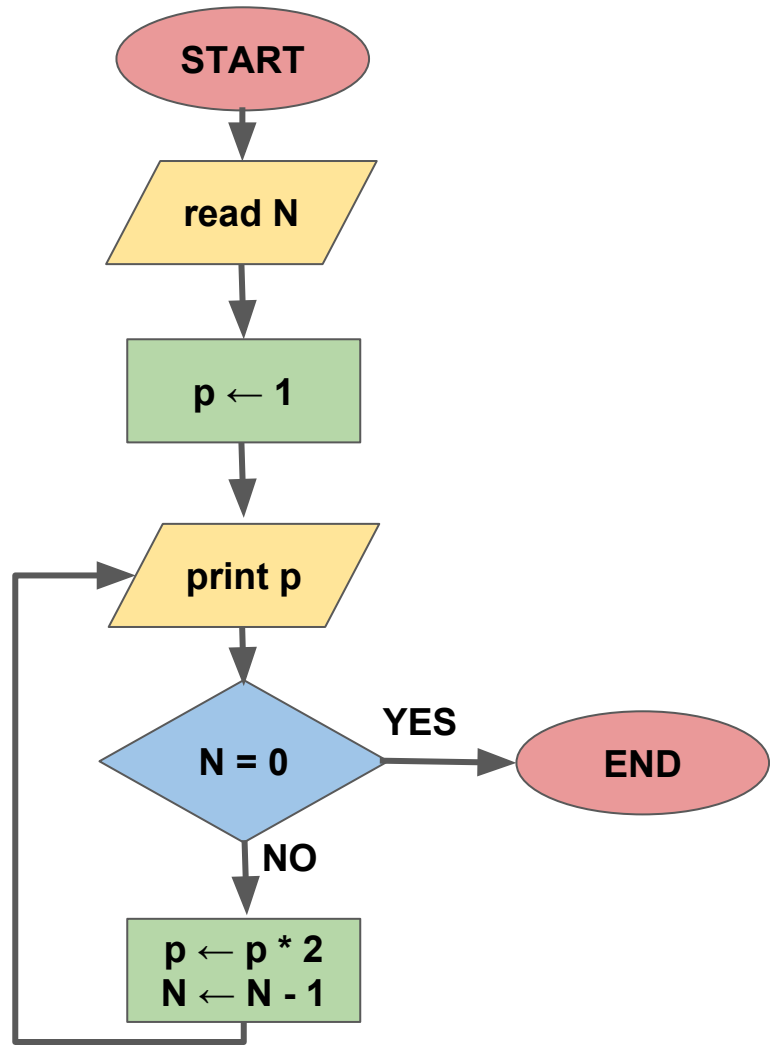 START
read N
p ← 1
print p
N = 0
YES
END
NO
p ← p * 2
N ← N - 1